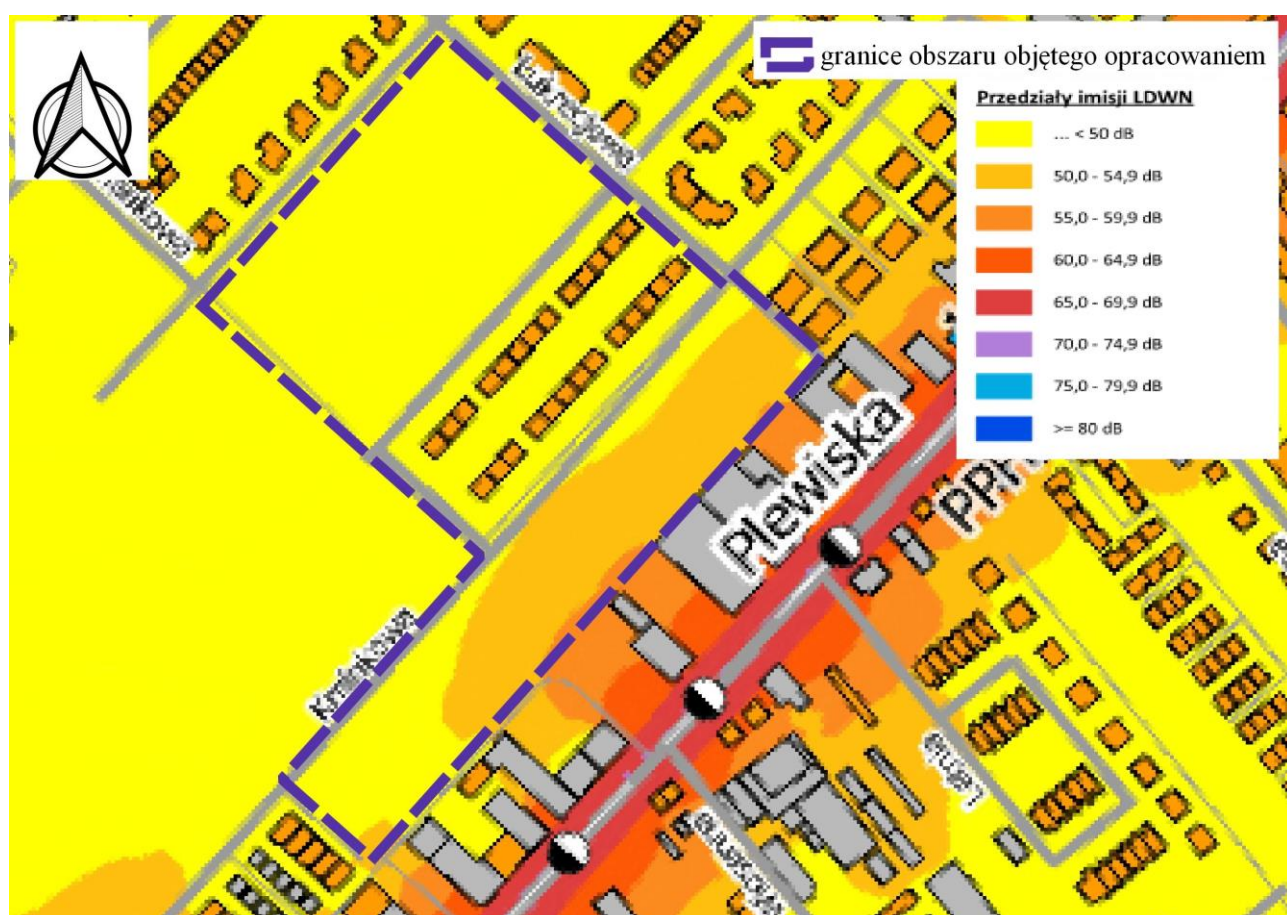 granice obszaru objętego opracowaniem
Przedziały imisji LDWN
... < 50 dB
50,0 - 54,9 dB
55,0 - 59,9 dB
60,0 - 64,9 dB
65,0 - 69,9 dB
70,0 - 74,9 dB
75,0 - 79,9 dB
>= 80 dB
Plewiska
Kminkowa